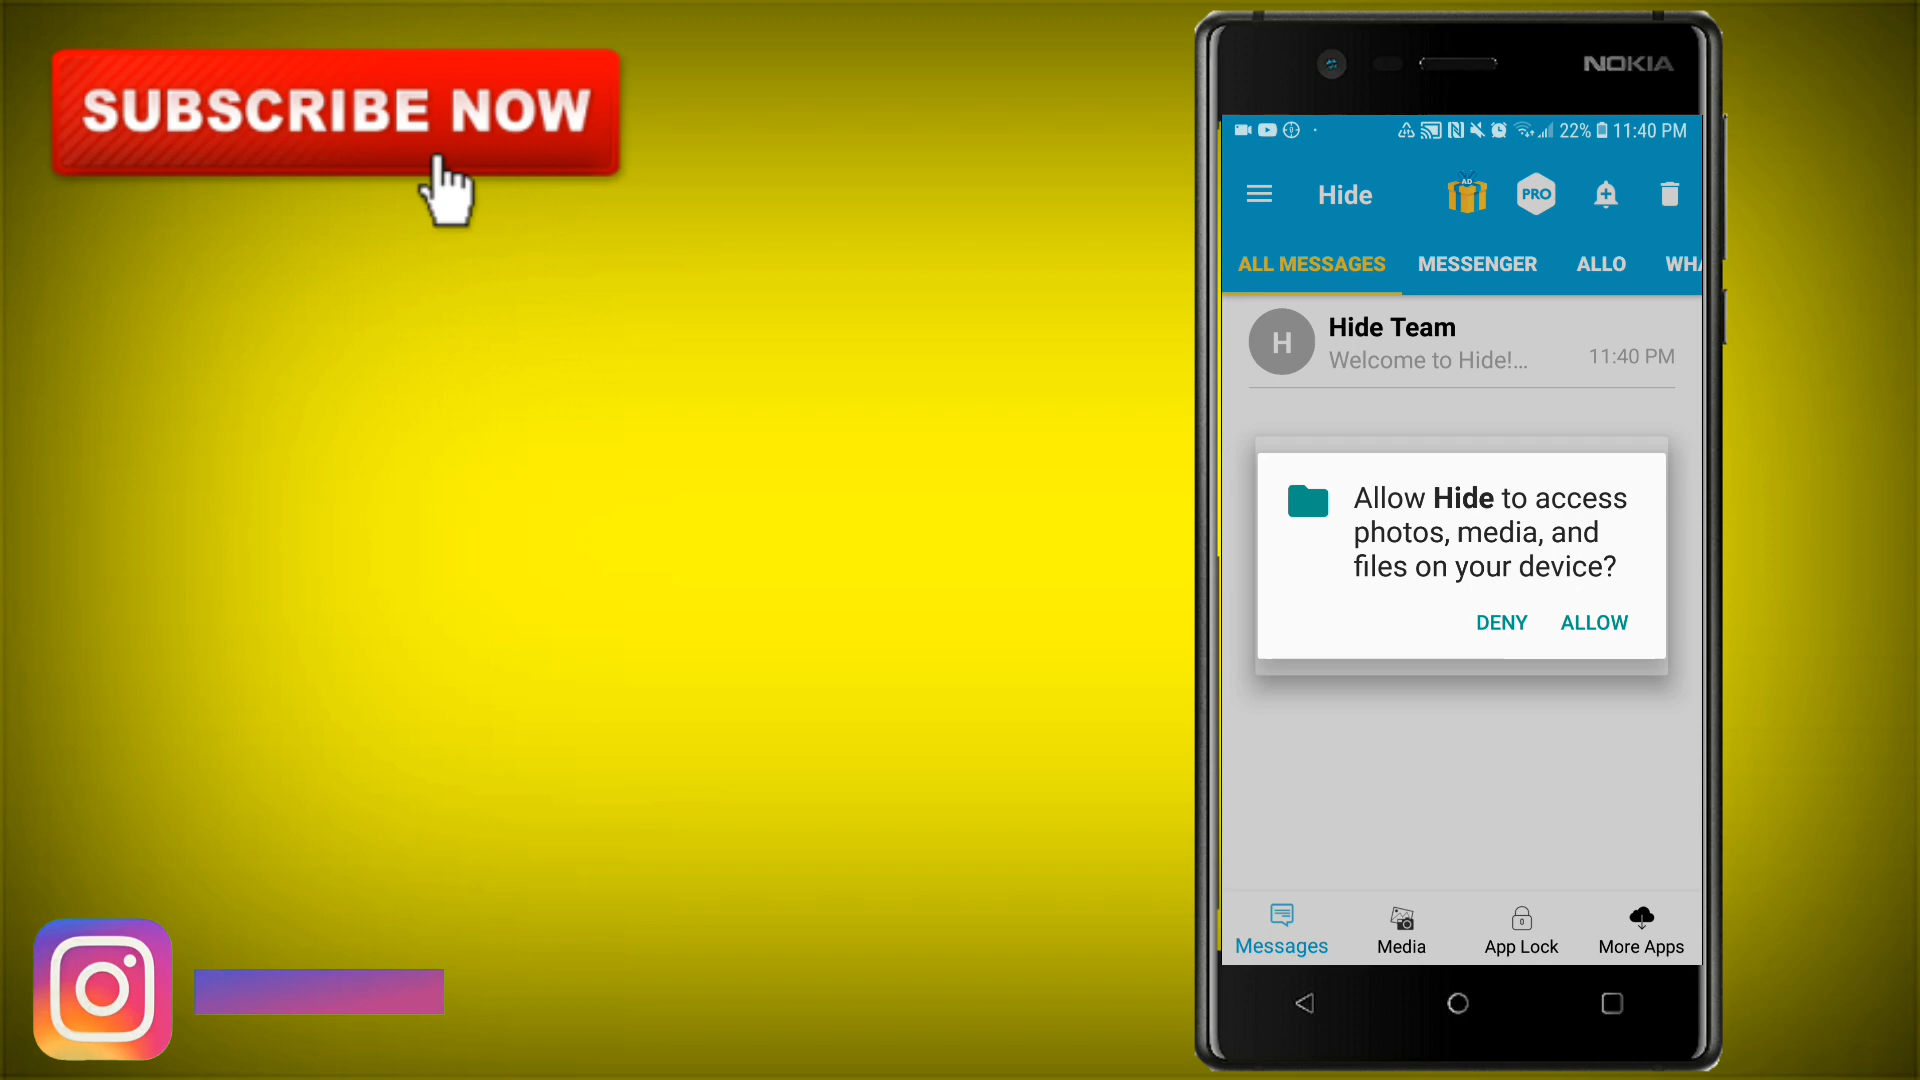 SUBSCRIBE NOW
NOKIA
22% 11:40 PM
Hide
AD
PRO
ALL MESSAGES MESSENGER ALLO WHA
H
Hide Team
Welcome to Hide!...
11:40 PM
Allow Hide to access
photos, media, and
files on your device?
DENY ALLOW
Messages Media App Lock More Apps